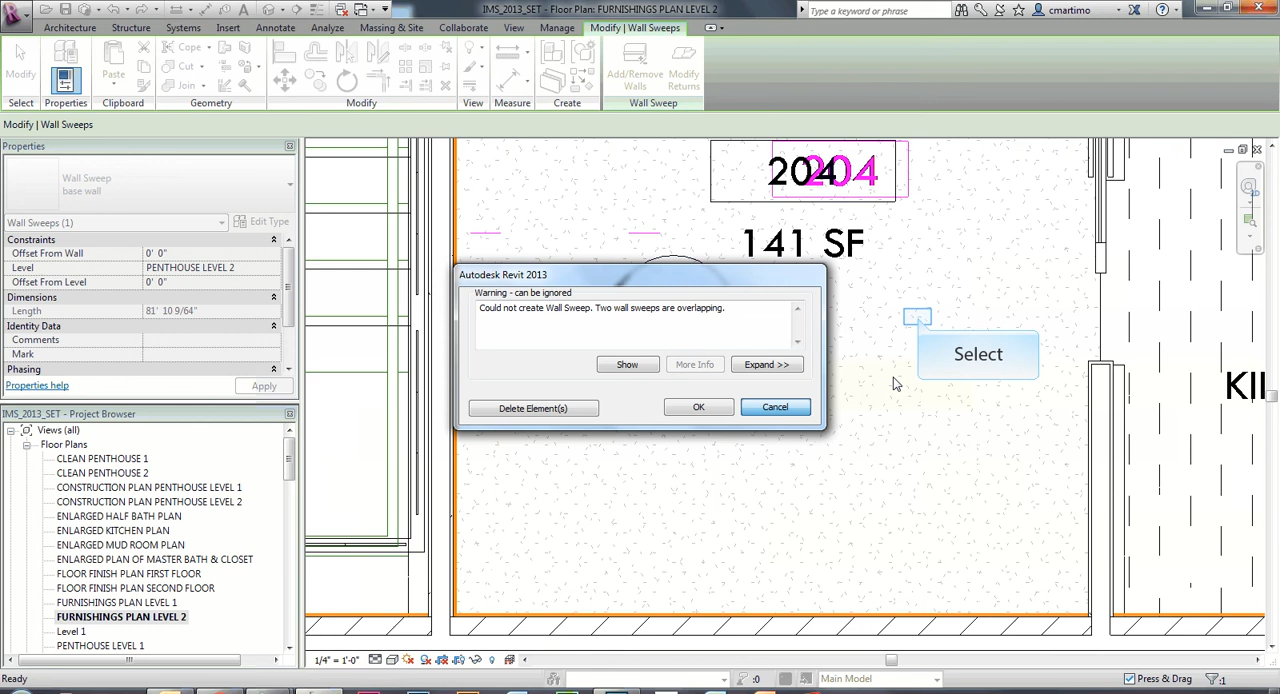 IMS_2013_SET - Floor Plan: FURNISHINGS PLAN LEVEL 2
Type a keyword or phrase
cmartimo
Architecture Structure Systems Insert Annotate Analyze Massing & Site Collaborate View Manage Modify | Wall Sweeps
Modify
Paste
Cope
Cut
Join
Add/Remove Walls
Modify Returns
Select Properties Clipboard Geometry Modify View Measure Create Wall Sweep
Modify | Wall Sweeps
Properties
Wall Sweep
base wall
Wall Sweeps (1)
Edit Type
Constraints
Offset From Wall 0' 0"
Level PENTHOUSE LEVEL 2
Offset From Level 0' 0"
Dimensions
Length 81' 10 9/64"
Identity Data
Comments
Mark
Phasing
Properties help
Apply
IMS_2013_SET - Project Browser
Views (all)
Floor Plans
CLEAN PENTHOUSE 1
CLEAN PENTHOUSE 2
CONSTRUCTION PLAN PENTHOUSE LEVEL 1
CONSTRUCTION PLAN PENTHOUSE LEVEL 2
ENLARGED HALF BATH PLAN
ENLARGED KITCHEN PLAN
ENLARGED MUD ROOM PLAN
ENLARGED PLAN OF MASTER BATH & CLOSET
FLOOR FINISH PLAN FIRST FLOOR
FLOOR FINISH PLAN SECOND FLOOR
FURNISHINGS PLAN LEVEL 1
FURNISHINGS PLAN LEVEL 2
Level 1
PENTHOUSE LEVEL 1
204
204
141 SF
Autodesk Revit 2013
Warning - can be ignored
Could not create Wall Sweep. Two wall sweeps are overlapping.
Show
More Info
Expand >>
Delete Element(s)
OK
Cancel
Select
1/4" = 1'-0"
Ready
:0
Main Model
Press & Drag
:1